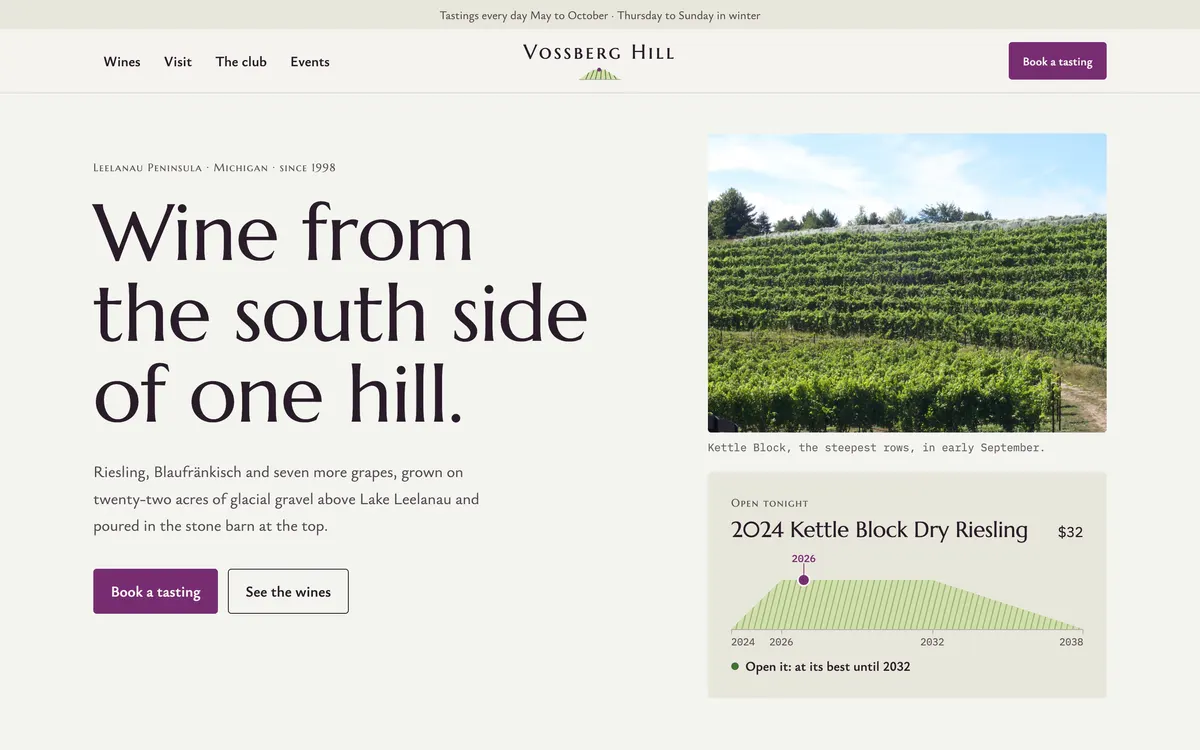 Tastings every day May to October · Thursday to Sunday in winter
Wines
Visit
The club
Events
Vossberg Hill
Book a tasting
Leelanau Peninsula · Michigan · since 1998
Wine from
the south side
of one hill.
Riesling, Blaufränkisch and seven more grapes, grown on
twenty-two acres of glacial gravel above Lake Leelanau and
poured in the stone barn at the top.
Book a tasting
See the wines
Kettle Block, the steepest rows, in early September.
Open tonight
2024 Kettle Block Dry Riesling
$32
2026
2024
2026
2032
2038
Open it: at its best until 2032